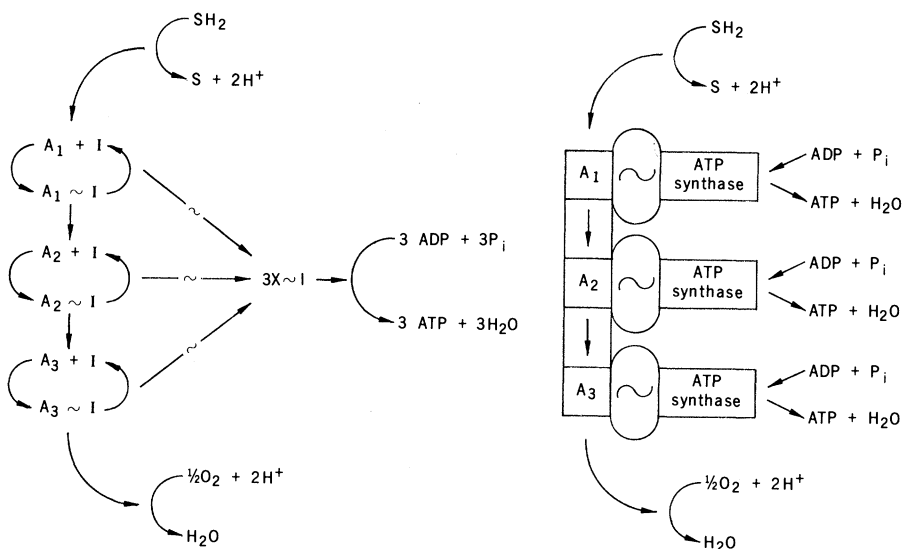 SH₂
S + 2H⁺
A₁ + I
A₁ ~ I
A₂ + I
A₂ ~ I
A₃ + I
A₃ ~ I
~
~
~
3X ~ I
3 ADP + 3Pᵢ
3 ATP + 3H₂O
½O₂ + 2H⁺
H₂O
SH₂
S + 2H⁺
A₁
~
ATP
synthase
ADP + Pᵢ
ATP + H₂O
A₂
~
ATP
synthase
ADP + Pᵢ
ATP + H₂O
A₃
~
ATP
synthase
ADP + Pᵢ
ATP + H₂O
½O₂ + 2H⁺
H₂O